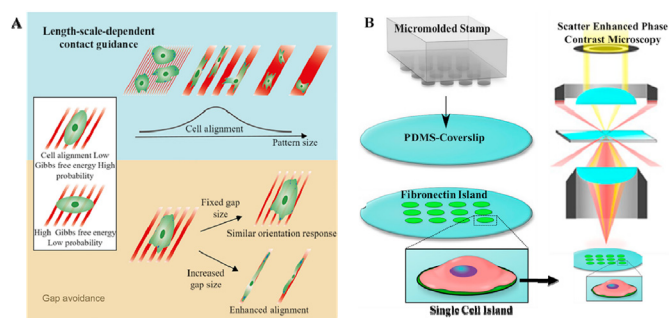 A
Length-scale-dependent
contact guidance
Cell alignment
Pattern size
Cell alignment Low
Gibbs free energy High
probability
High Gibbs free energy
Low probability
Fixed gap
size
Similar orientation response
Increased
gap size
Enhanced alignment
Gap avoidance
B
Micromolded Stamp
PDMS-Coverslip
Fibronectin Island
Single Cell Island
Scatter Enhanced Phase
Contrast Microscopy